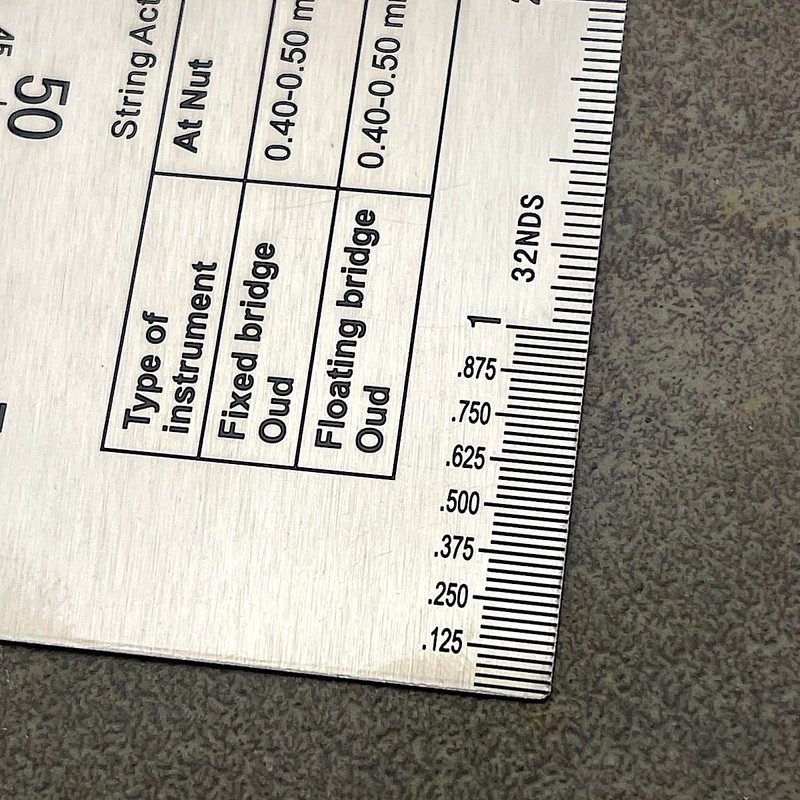 45
50
String Act
Type of
instrument
At Nut
Fixed bridge
Oud
0.40-0.50 m
Floating bridge
Oud
0.40-0.50 m
32NDS
1
.875
.750
.625
.500
.375
.250
.125